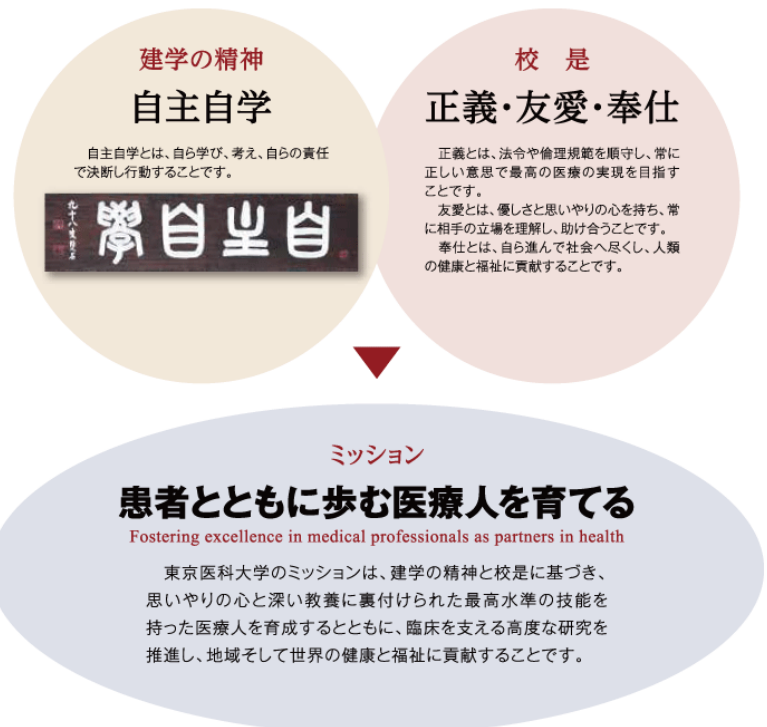 建学の精神
自主自学
自主自学とは、自ら学び、考え、自らの責任
で決断し行動することです。
學自主自
九十八叟
校　是
正義・友愛・奉仕
正義とは、法令や倫理規範を順守し、常に
正しい意思で最高の医療の実現を目指す
ことです。
友愛とは、優しさと思いやりの心を持ち、常
に相手の立場を理解し、助け合うことです。
奉仕とは、自ら進んで社会へ尽くし、人類
の健康と福祉に貢献することです。
ミッション
患者とともに歩む医療人を育てる
Fostering excellence in medical professionals as partners in health
東京医科大学のミッションは、建学の精神と校是に基づき、
思いやりの心と深い教養に裏付けられた最高水準の技能を
持った医療人を育成するとともに、臨床を支える高度な研究を
推進し、地域そして世界の健康と福祉に貢献することです。